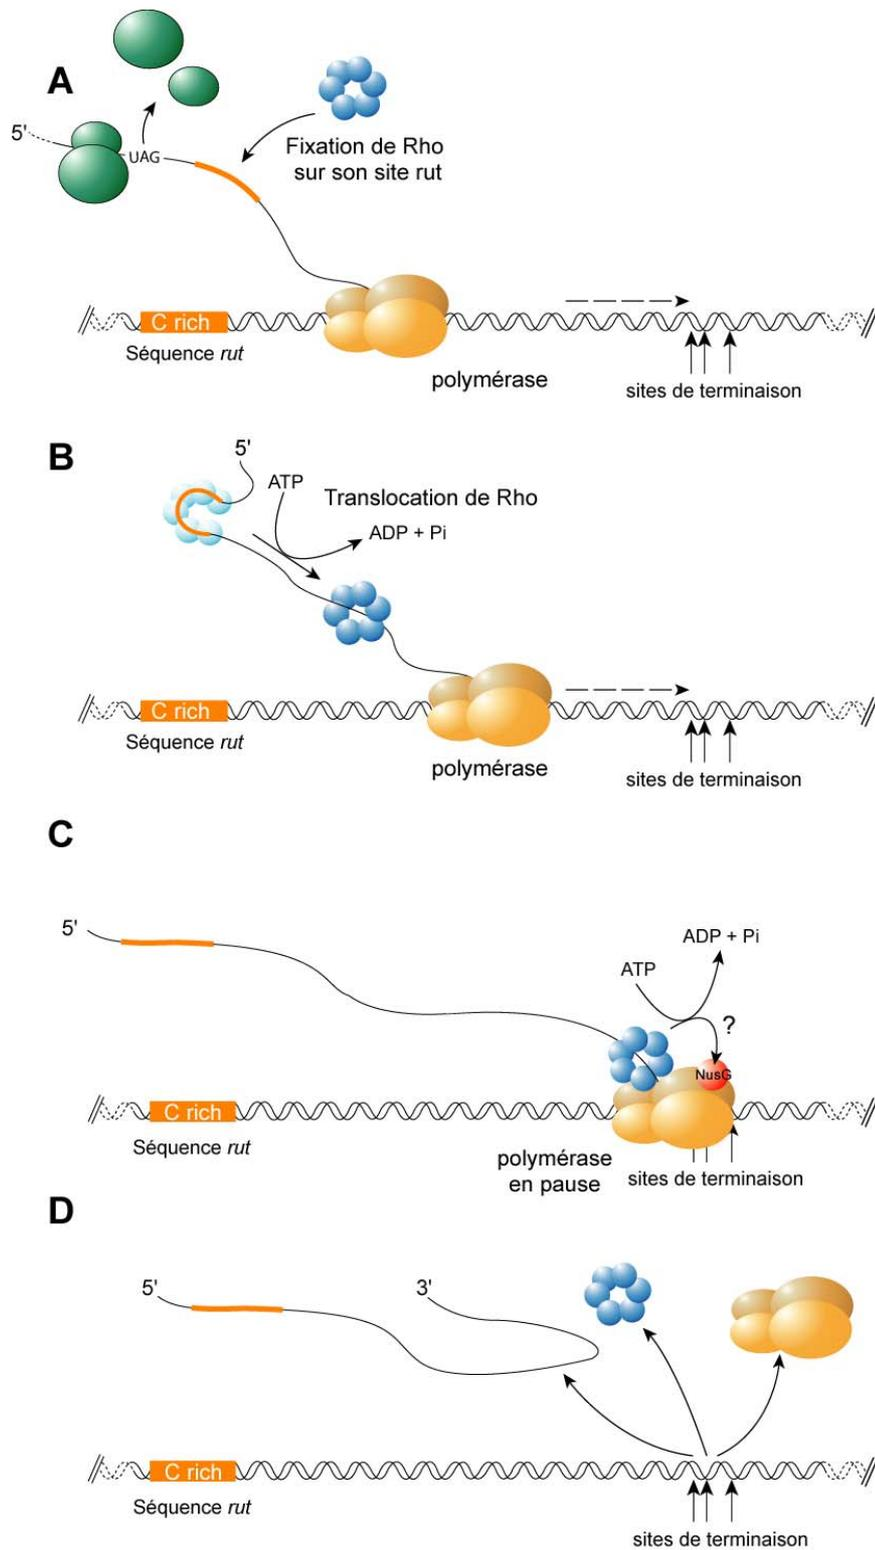 A
5'
UAG
Fixation de Rho
sur son site rut
C rich
Séquence rut
polymérase
sites de terminaison
B
5'
ATP
Translocation de Rho
ADP + Pi
C rich
Séquence rut
polymérase
sites de terminaison
C
5'
ADP + Pi
ATP
?
NusG
C rich
Séquence rut
polymérase
en pause
sites de terminaison
D
5'
3'
C rich
Séquence rut
sites de terminaison